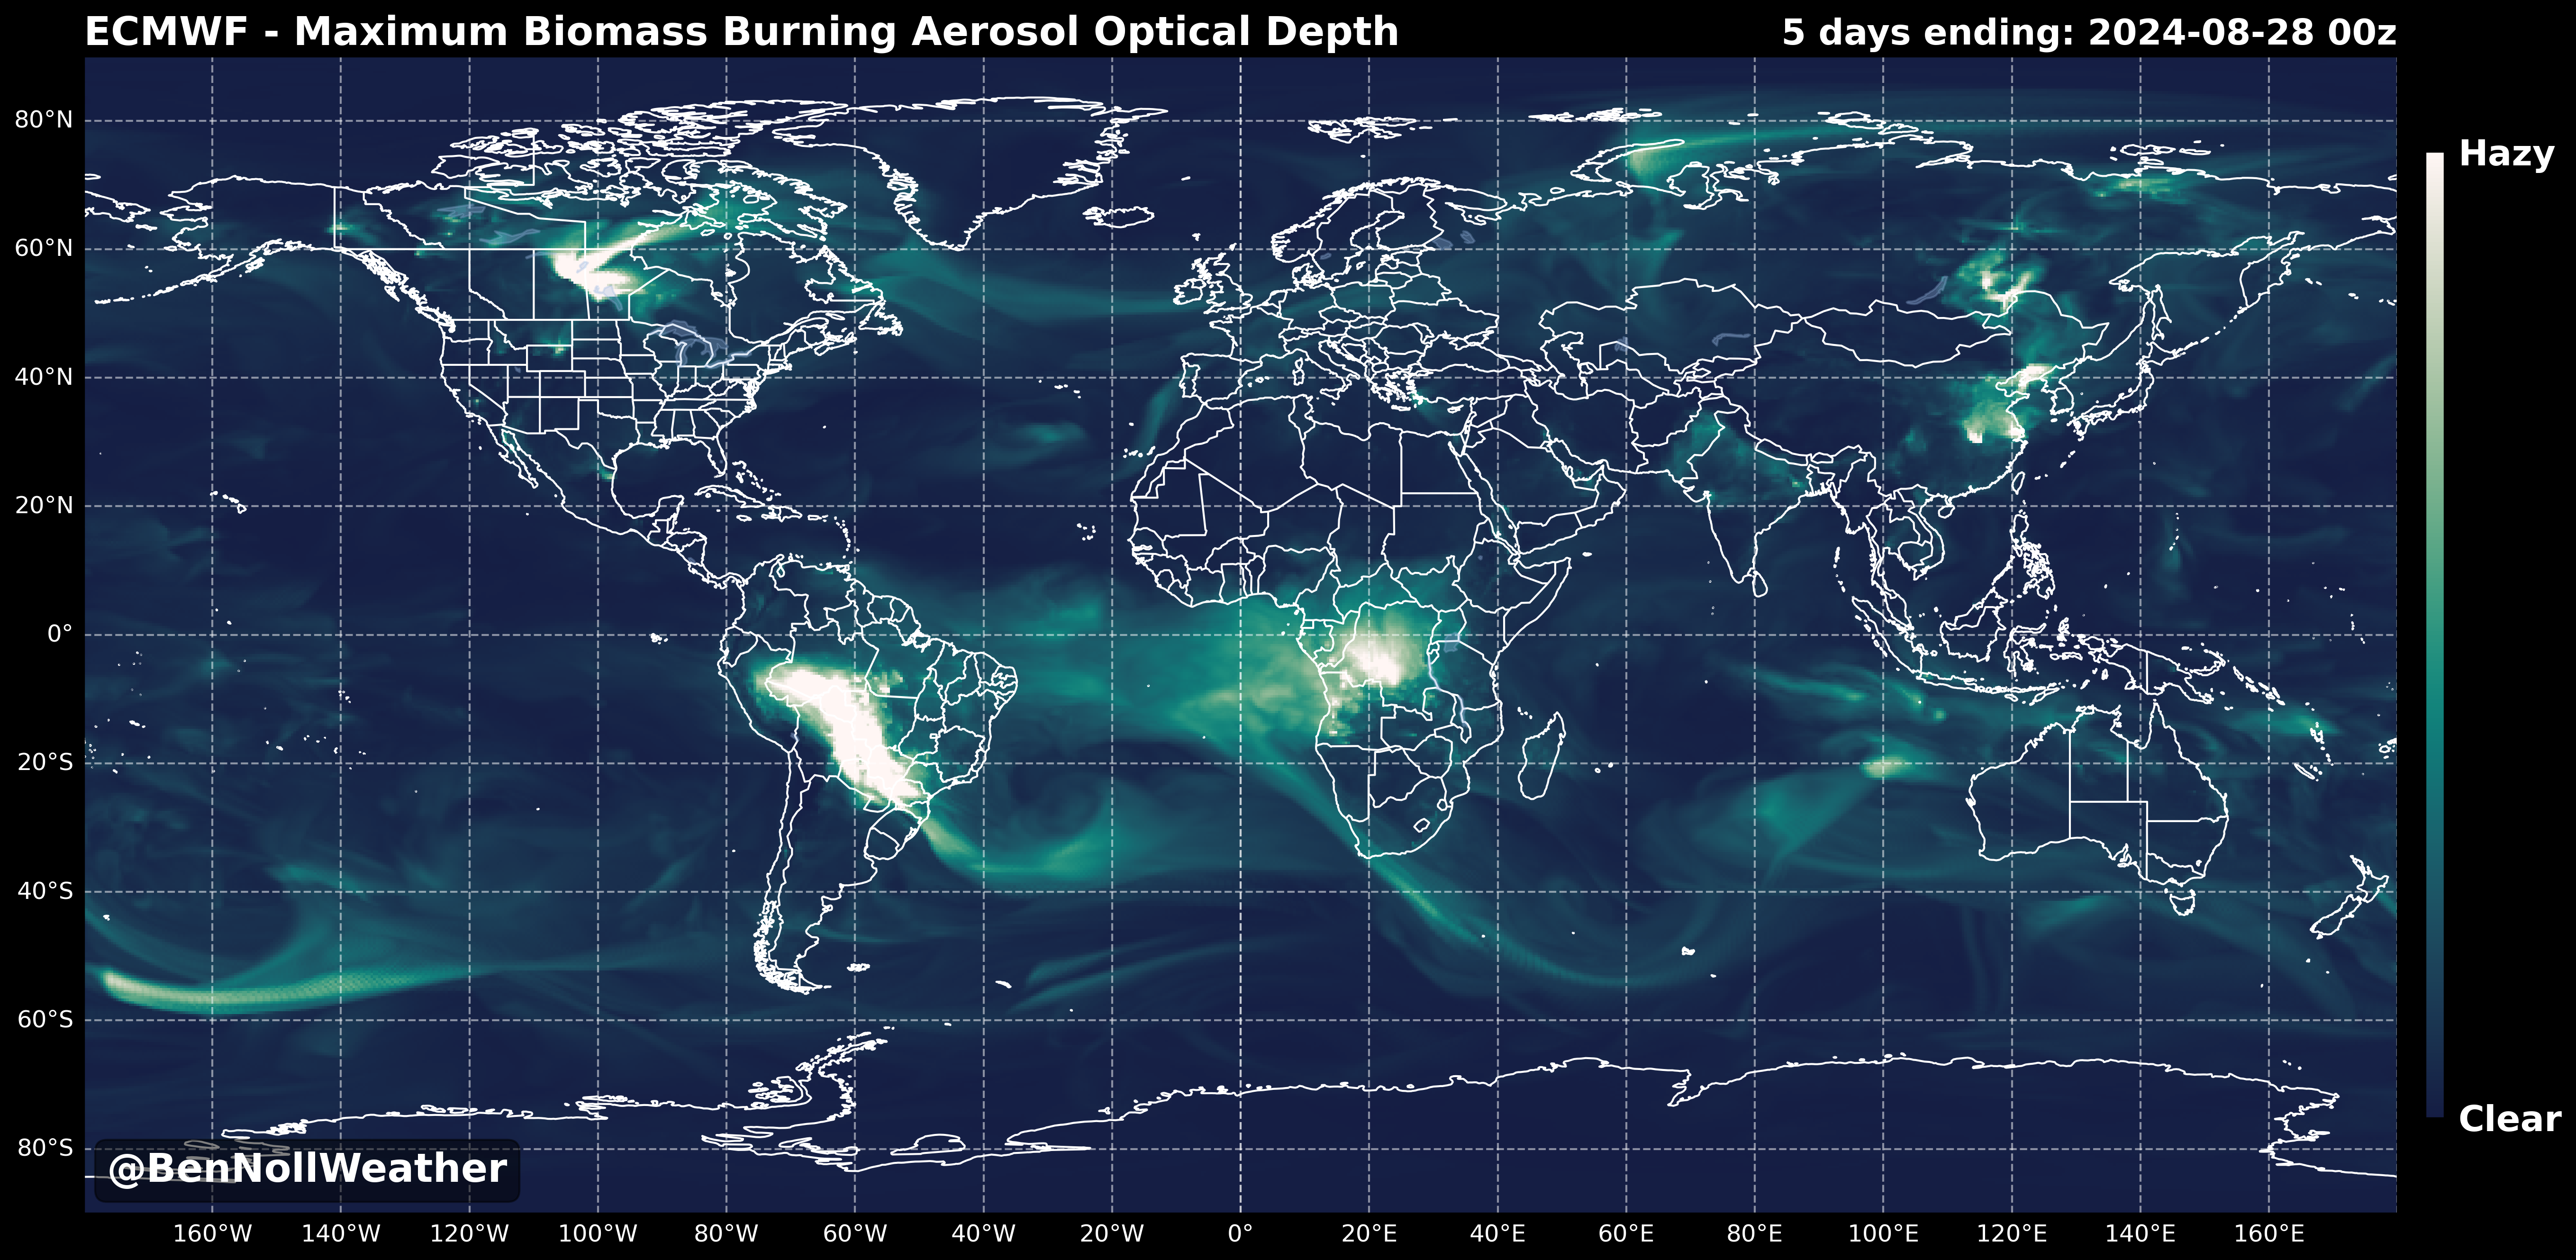 ECMWF - Maximum Biomass Burning Aerosol Optical Depth
5 days ending: 2024-08-28 00z
Hazy
Clear
80°N
60°N
40°N
20°N
0°
20°S
40°S
60°S
80°S
160°W 140°W 120°W 100°W 80°W 60°W 40°W 20°W 0° 20°E 40°E 60°E 80°E 100°E 120°E 140°E 160°E
@BenNollWeather